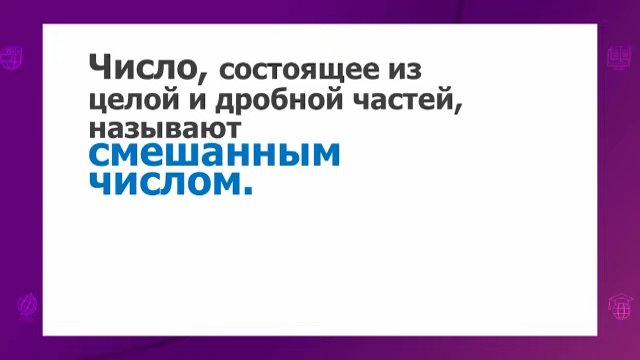 Число, состоящее из
целой и дробной частей,
называют
смешанным
числом.